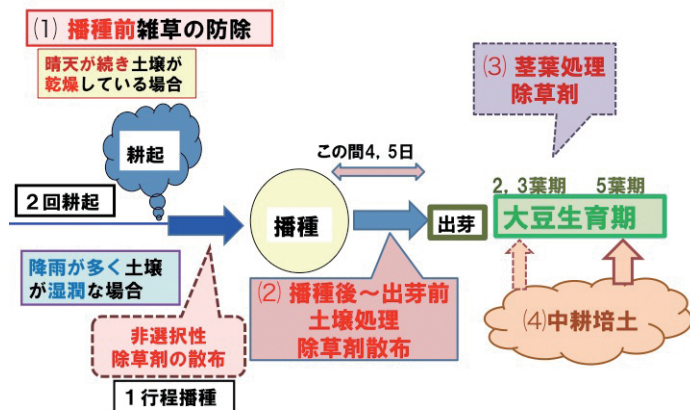 (1) 播種前雑草の防除
晴天が続き土壌が
乾燥している場合
耕起
2回耕起
降雨が多く土壌
が湿潤な場合
非選択性
除草剤の散布
1行程播種
播種
この間4, 5日
(2) 播種後~出芽前
土壌処理
除草剤散布
出芽
(3) 茎葉処理
除草剤
2, 3葉期 5葉期
大豆生育期
(4)中耕培土